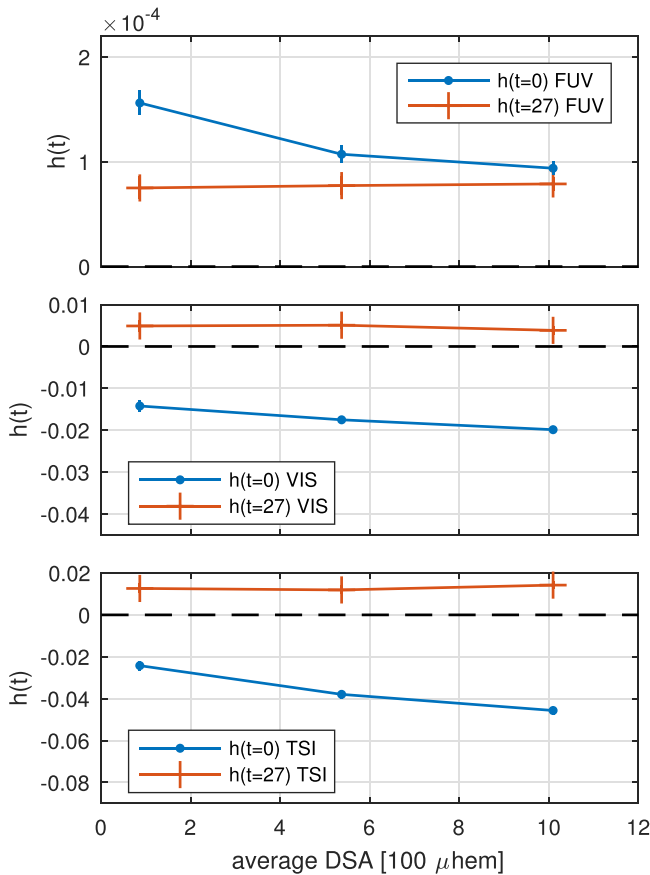 ×10⁻⁴
2
1
0
h(t)
h(t=0) FUV
h(t=27) FUV
0.01
0
-0.01
-0.02
-0.03
-0.04
h(t)
h(t=0) VIS
h(t=27) VIS
0.02
0
-0.02
-0.04
-0.06
-0.08
h(t)
h(t=0) TSI
h(t=27) TSI
0 2 4 6 8 10 12
average DSA [100 μhem]